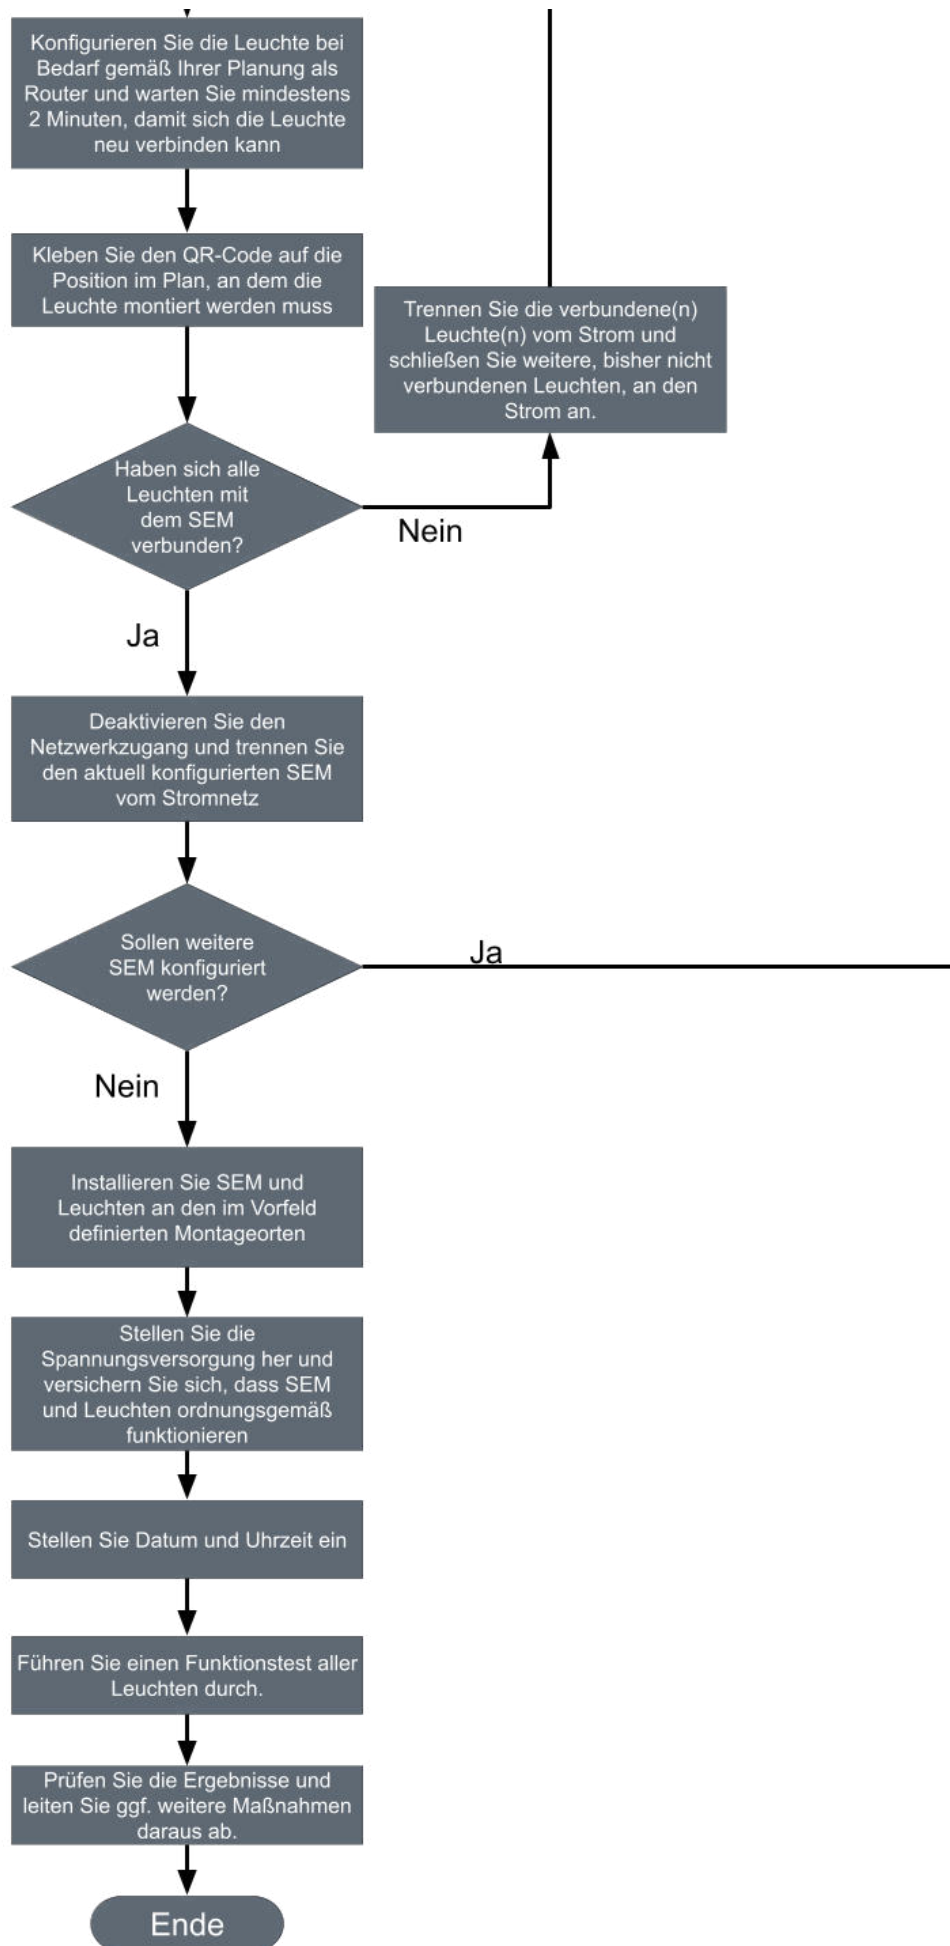 Konfigurieren Sie die Leuchte bei
Bedarf gemäß Ihrer Planung als
Router und warten Sie mindestens
2 Minuten, damit sich die Leuchte
neu verbinden kann
Kleben Sie den QR-Code auf die
Position im Plan, an dem die
Leuchte montiert werden muss
Trennen Sie die verbundene(n)
Leuchte(n) vom Strom und
schließen Sie weitere, bisher nicht
verbundenen Leuchten, an den
Strom an.
Haben sich alle
Leuchten mit
dem SEM
verbunden?
Nein
Ja
Deaktivieren Sie den
Netzwerkzugang und trennen Sie
den aktuell konfigurierten SEM
vom Stromnetz
Sollen weitere
SEM konfiguriert
werden?
Ja
Nein
Installieren Sie SEM und
Leuchten an den im Vorfeld
definierten Montageorten
Stellen Sie die
Spannungsversorgung her und
versichern Sie sich, dass SEM
und Leuchten ordnungsgemäß
funktionieren
Stellen Sie Datum und Uhrzeit ein
Führen Sie einen Funktionstest aller
Leuchten durch.
Prüfen Sie die Ergebnisse und
leiten Sie ggf. weitere Maßnahmen
daraus ab.
Ende